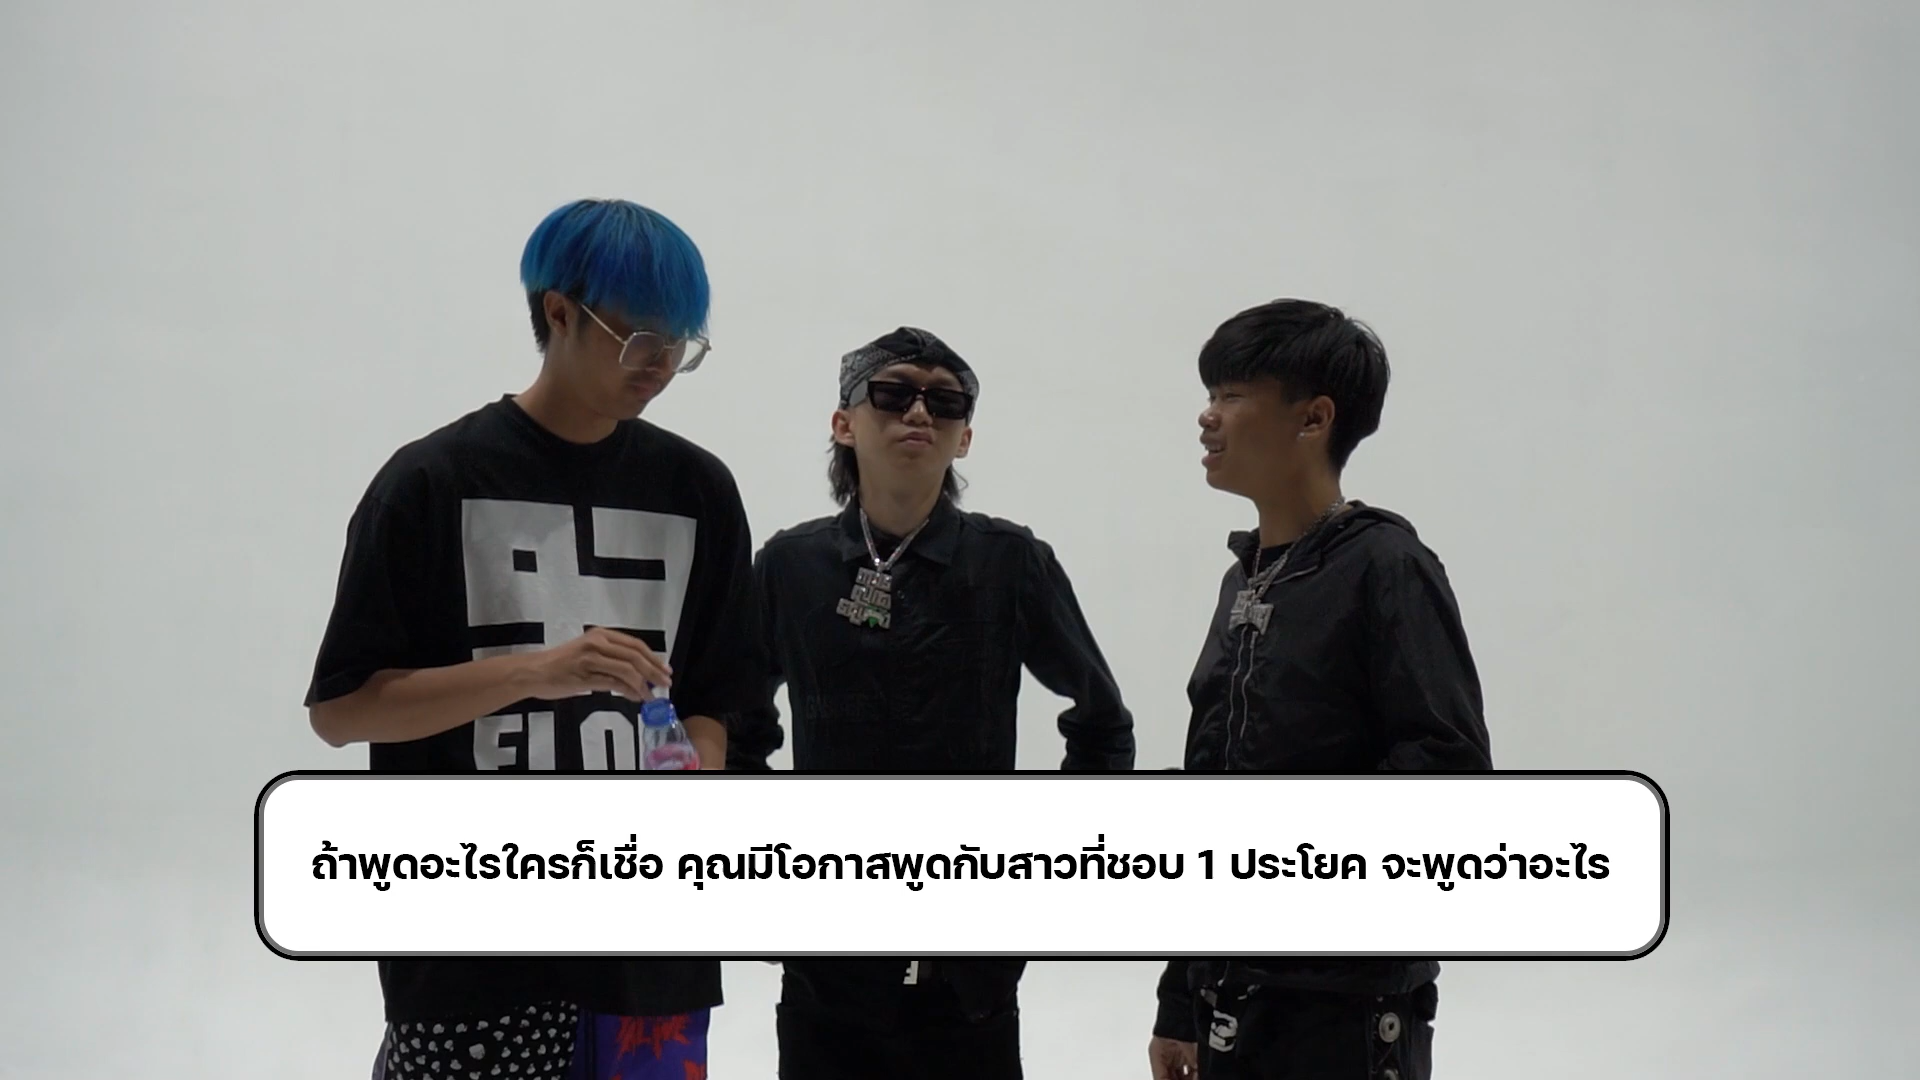 ถ้าพูดอะไรใครก็เชื่อ คุณมีโอกาสพูดกับสาวที่ชอบ 1 ประโยค จะพูดว่าอะไร